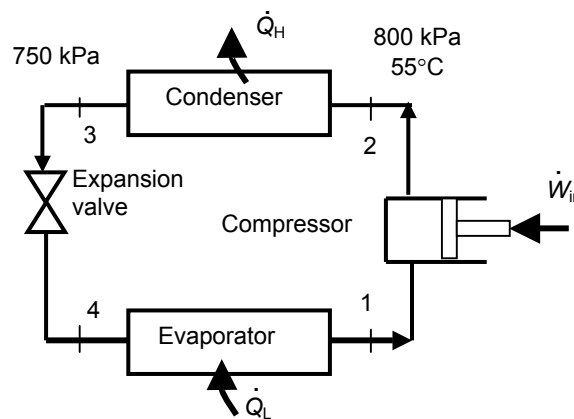 Q̇H
750 kPa
800 kPa
55°C
Condenser
3
2
Expansion
valve
Compressor
Ẇin
4
1
Evaporator
Q̇L